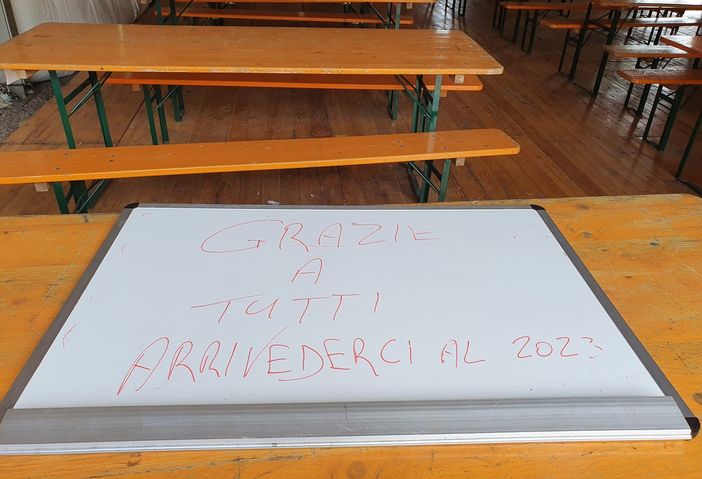 GRAZIE
A
TUTTI
ARRIVEDERCI AL 2023